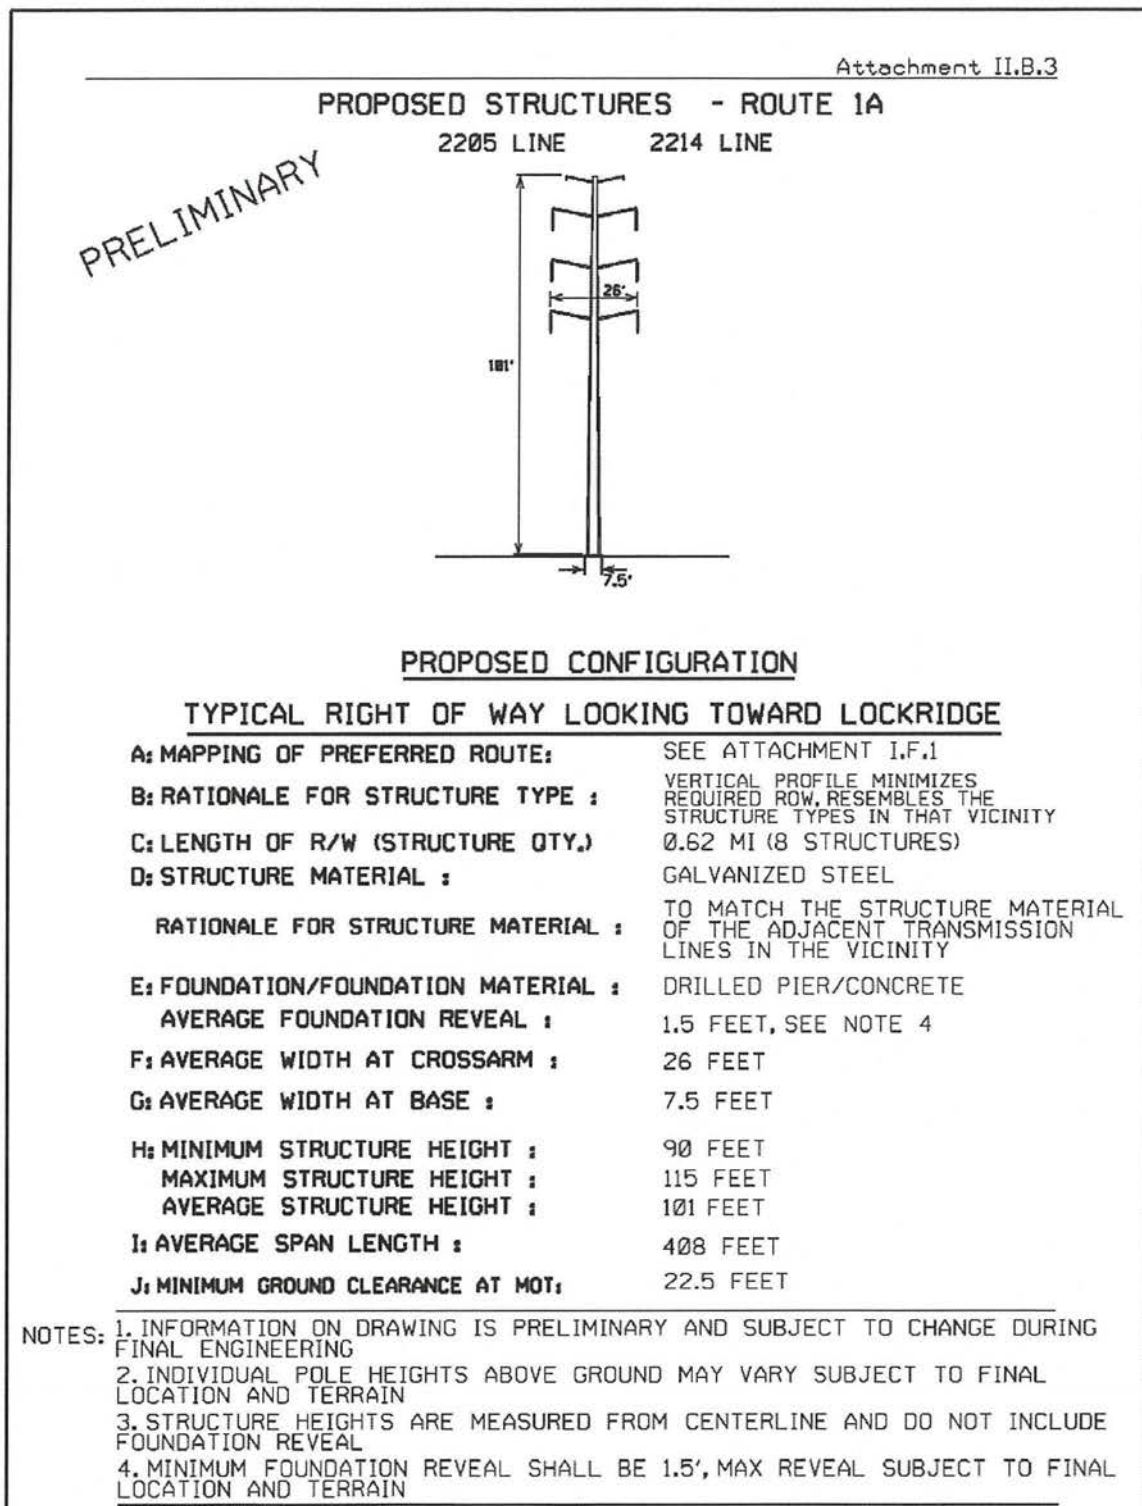 Attachment II.B.3
PROPOSED STRUCTURES - ROUTE 1A
2205 LINE 2214 LINE
PRELIMINARY
26'
101'
7.5'
PROPOSED CONFIGURATION
TYPICAL RIGHT OF WAY LOOKING TOWARD LOCKRIDGE
A: MAPPING OF PREFERRED ROUTE: SEE ATTACHMENT I.F.1
B: RATIONALE FOR STRUCTURE TYPE : VERTICAL PROFILE MINIMIZES
REQUIRED ROW, RESEMBLES THE
STRUCTURE TYPES IN THAT VICINITY
C: LENGTH OF R/W (STRUCTURE QTY.) 0.62 MI (8 STRUCTURES)
D: STRUCTURE MATERIAL : GALVANIZED STEEL
RATIONALE FOR STRUCTURE MATERIAL : TO MATCH THE STRUCTURE MATERIAL
OF THE ADJACENT TRANSMISSION
LINES IN THE VICINITY
E: FOUNDATION/FOUNDATION MATERIAL : DRILLED PIER/CONCRETE
AVERAGE FOUNDATION REVEAL : 1.5 FEET, SEE NOTE 4
F: AVERAGE WIDTH AT CROSSARM : 26 FEET
G: AVERAGE WIDTH AT BASE : 7.5 FEET
H: MINIMUM STRUCTURE HEIGHT : 90 FEET
MAXIMUM STRUCTURE HEIGHT : 115 FEET
AVERAGE STRUCTURE HEIGHT : 101 FEET
I: AVERAGE SPAN LENGTH : 408 FEET
J: MINIMUM GROUND CLEARANCE AT MOT: 22.5 FEET
NOTES: 1. INFORMATION ON DRAWING IS PRELIMINARY AND SUBJECT TO CHANGE DURING
FINAL ENGINEERING
2. INDIVIDUAL POLE HEIGHTS ABOVE GROUND MAY VARY SUBJECT TO FINAL
LOCATION AND TERRAIN
3. STRUCTURE HEIGHTS ARE MEASURED FROM CENTERLINE AND DO NOT INCLUDE
FOUNDATION REVEAL
4. MINIMUM FOUNDATION REVEAL SHALL BE 1.5', MAX REVEAL SUBJECT TO FINAL
LOCATION AND TERRAIN